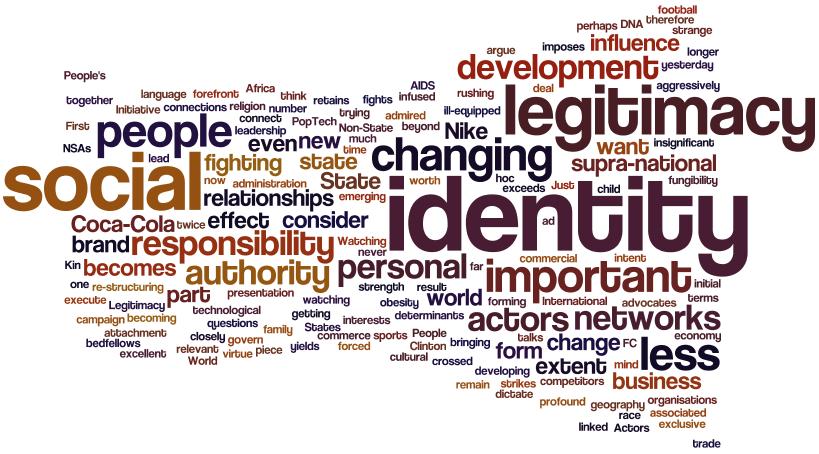 football
perhaps DNA therefore
strange
argue imposes influence longer
People's development yesterday
AIDS deal aggressively
together language forefront Africa think retains fights infused rushing legitimacy
Initiative connections religion number trying admired ill-equipped
First people connect PopTech Non-State beyond Nike
leadership even new much want insignificant
NSAs lead fighting state time changing supra-national
social now administration State worth hoc exceeds Just child fungibility
relationships emerging identity
Coca-Cola twice effect consider ad
brand responsibility Watching never
Kin becomes authority personal far commercial intent
one re-structuring strength result important initial
execute part presentation watching obesity world forming International advocates terms
Legitimacy technological getting
campaign becoming questions interests determinants actors networks
attachment closely govern family States commerce sports People talks economy
bedfellows yields forced Clinton bringing form change FC less
excellent relevant virtue piece cultural crossed extent mind
World developing business
remain strikes competitors
dictate profound geography organisations
race associated
linked Actors exclusive
trade